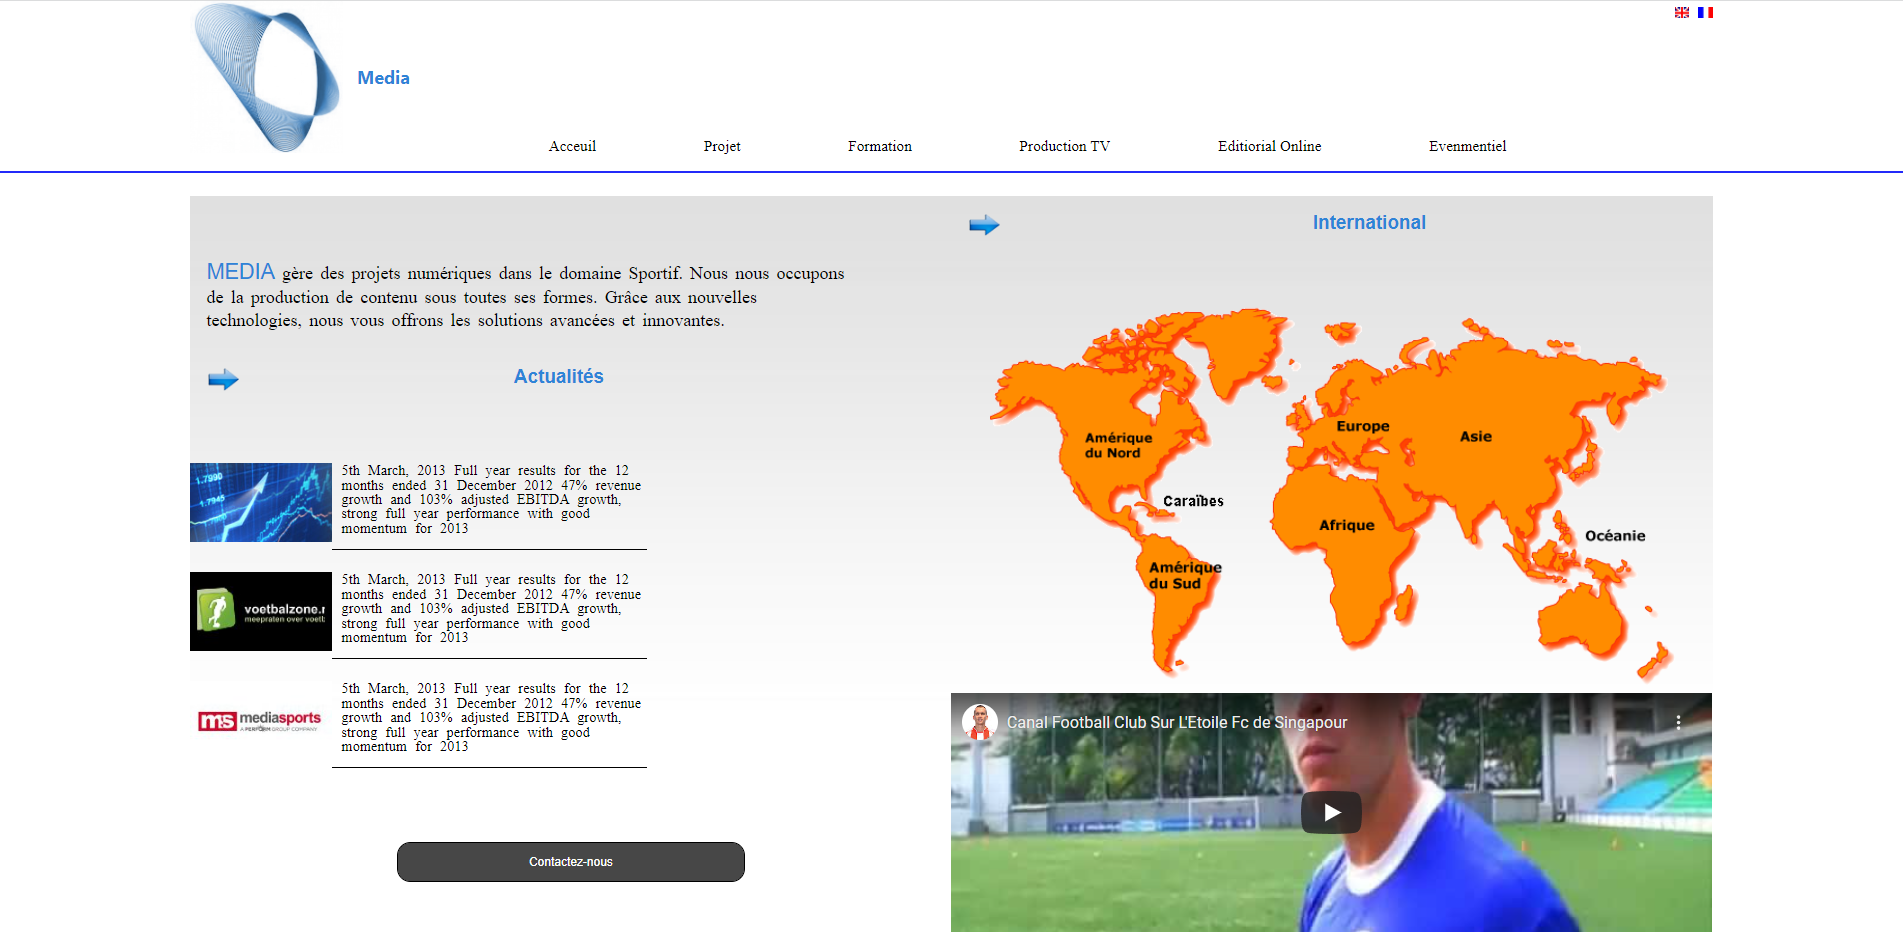 Media
Acceuil
Projet
Formation
Production TV
Editiorial Online
Evenmentiel
MEDIA gère des projets numériques dans le domaine Sportif. Nous nous occupons
de la production de contenu sous toutes ses formes. Grâce aux nouvelles
technologies, nous vous offrons les solutions avancées et innovantes.
Actualités
1.7990
1.7945
5th March, 2013 Full year results for the 12
months ended 31 December 2012 47% revenue
growth and 103% adjusted EBITDA growth,
strong full year performance with good
momentum for 2013
voetbalzone.n
meepraten over voetb
5th March, 2013 Full year results for the 12
months ended 31 December 2012 47% revenue
growth and 103% adjusted EBITDA growth,
strong full year performance with good
momentum for 2013
ms mediasports
A PERFORM GROUP COMPANY
5th March, 2013 Full year results for the 12
months ended 31 December 2012 47% revenue
growth and 103% adjusted EBITDA growth,
strong full year performance with good
momentum for 2013
Contactez-nous
International
Amérique
du Nord
Europe
Asie
Caraïbes
Afrique
Océanie
Amérique
du Sud
Canal Football Club Sur L'Etoile Fc de Singapour